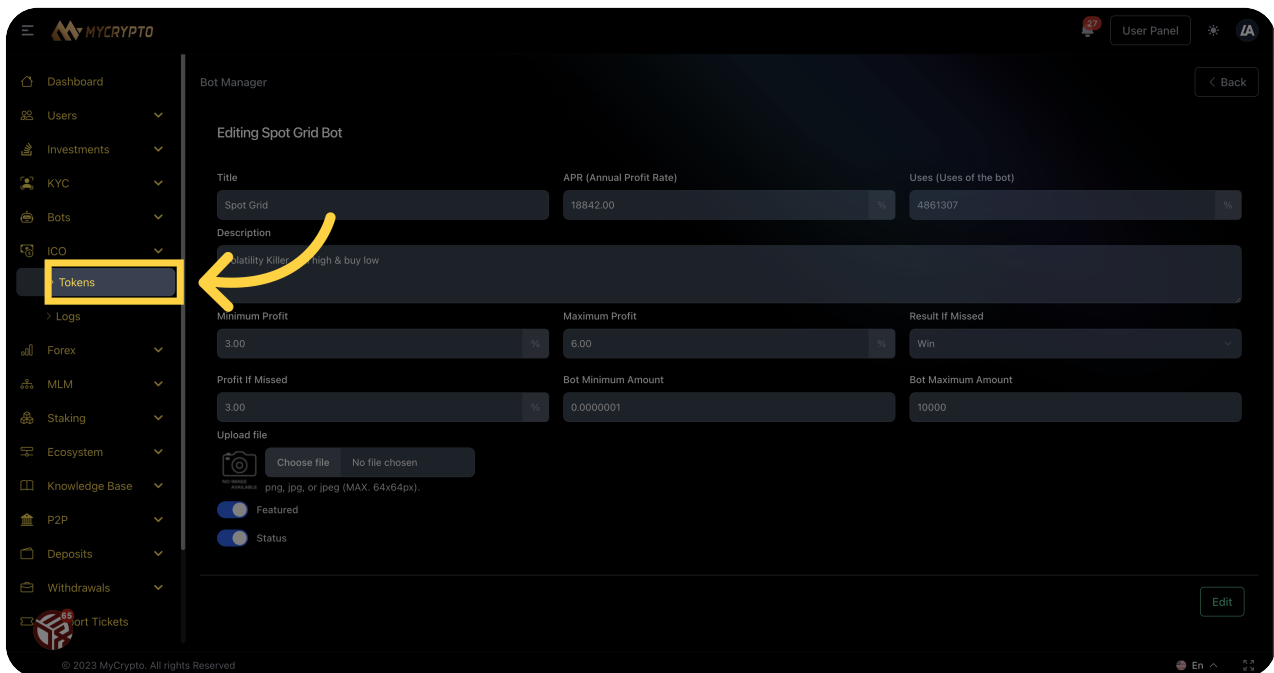 MYCRYPTO
27
User Panel
Dashboard
Bot Manager
Back
Users
Editing Spot Grid Bot
Investments
Title
APR (Annual Profit Rate)
Uses (Uses of the bot)
KYC
Spot Grid
18842.00 %
4861307 %
Bots
Description
ICO
olatility Killer high & buy low
Tokens
Logs
Minimum Profit
Maximum Profit
Result If Missed
3.00 %
6.00 %
Win
Forex
Profit If Missed
Bot Minimum Amount
Bot Maximum Amount
MLM
3.00 %
0.0000001
10000
Staking
Upload file
Ecosystem
NO IMAGE AVAILABLE
Choose file No file chosen
png, jpg, or jpeg (MAX. 64x64px).
Knowledge Base
Featured
P2P
Status
Deposits
Withdrawals
Edit
65
ort Tickets
© 2023 MyCrypto. All rights Reserved
En